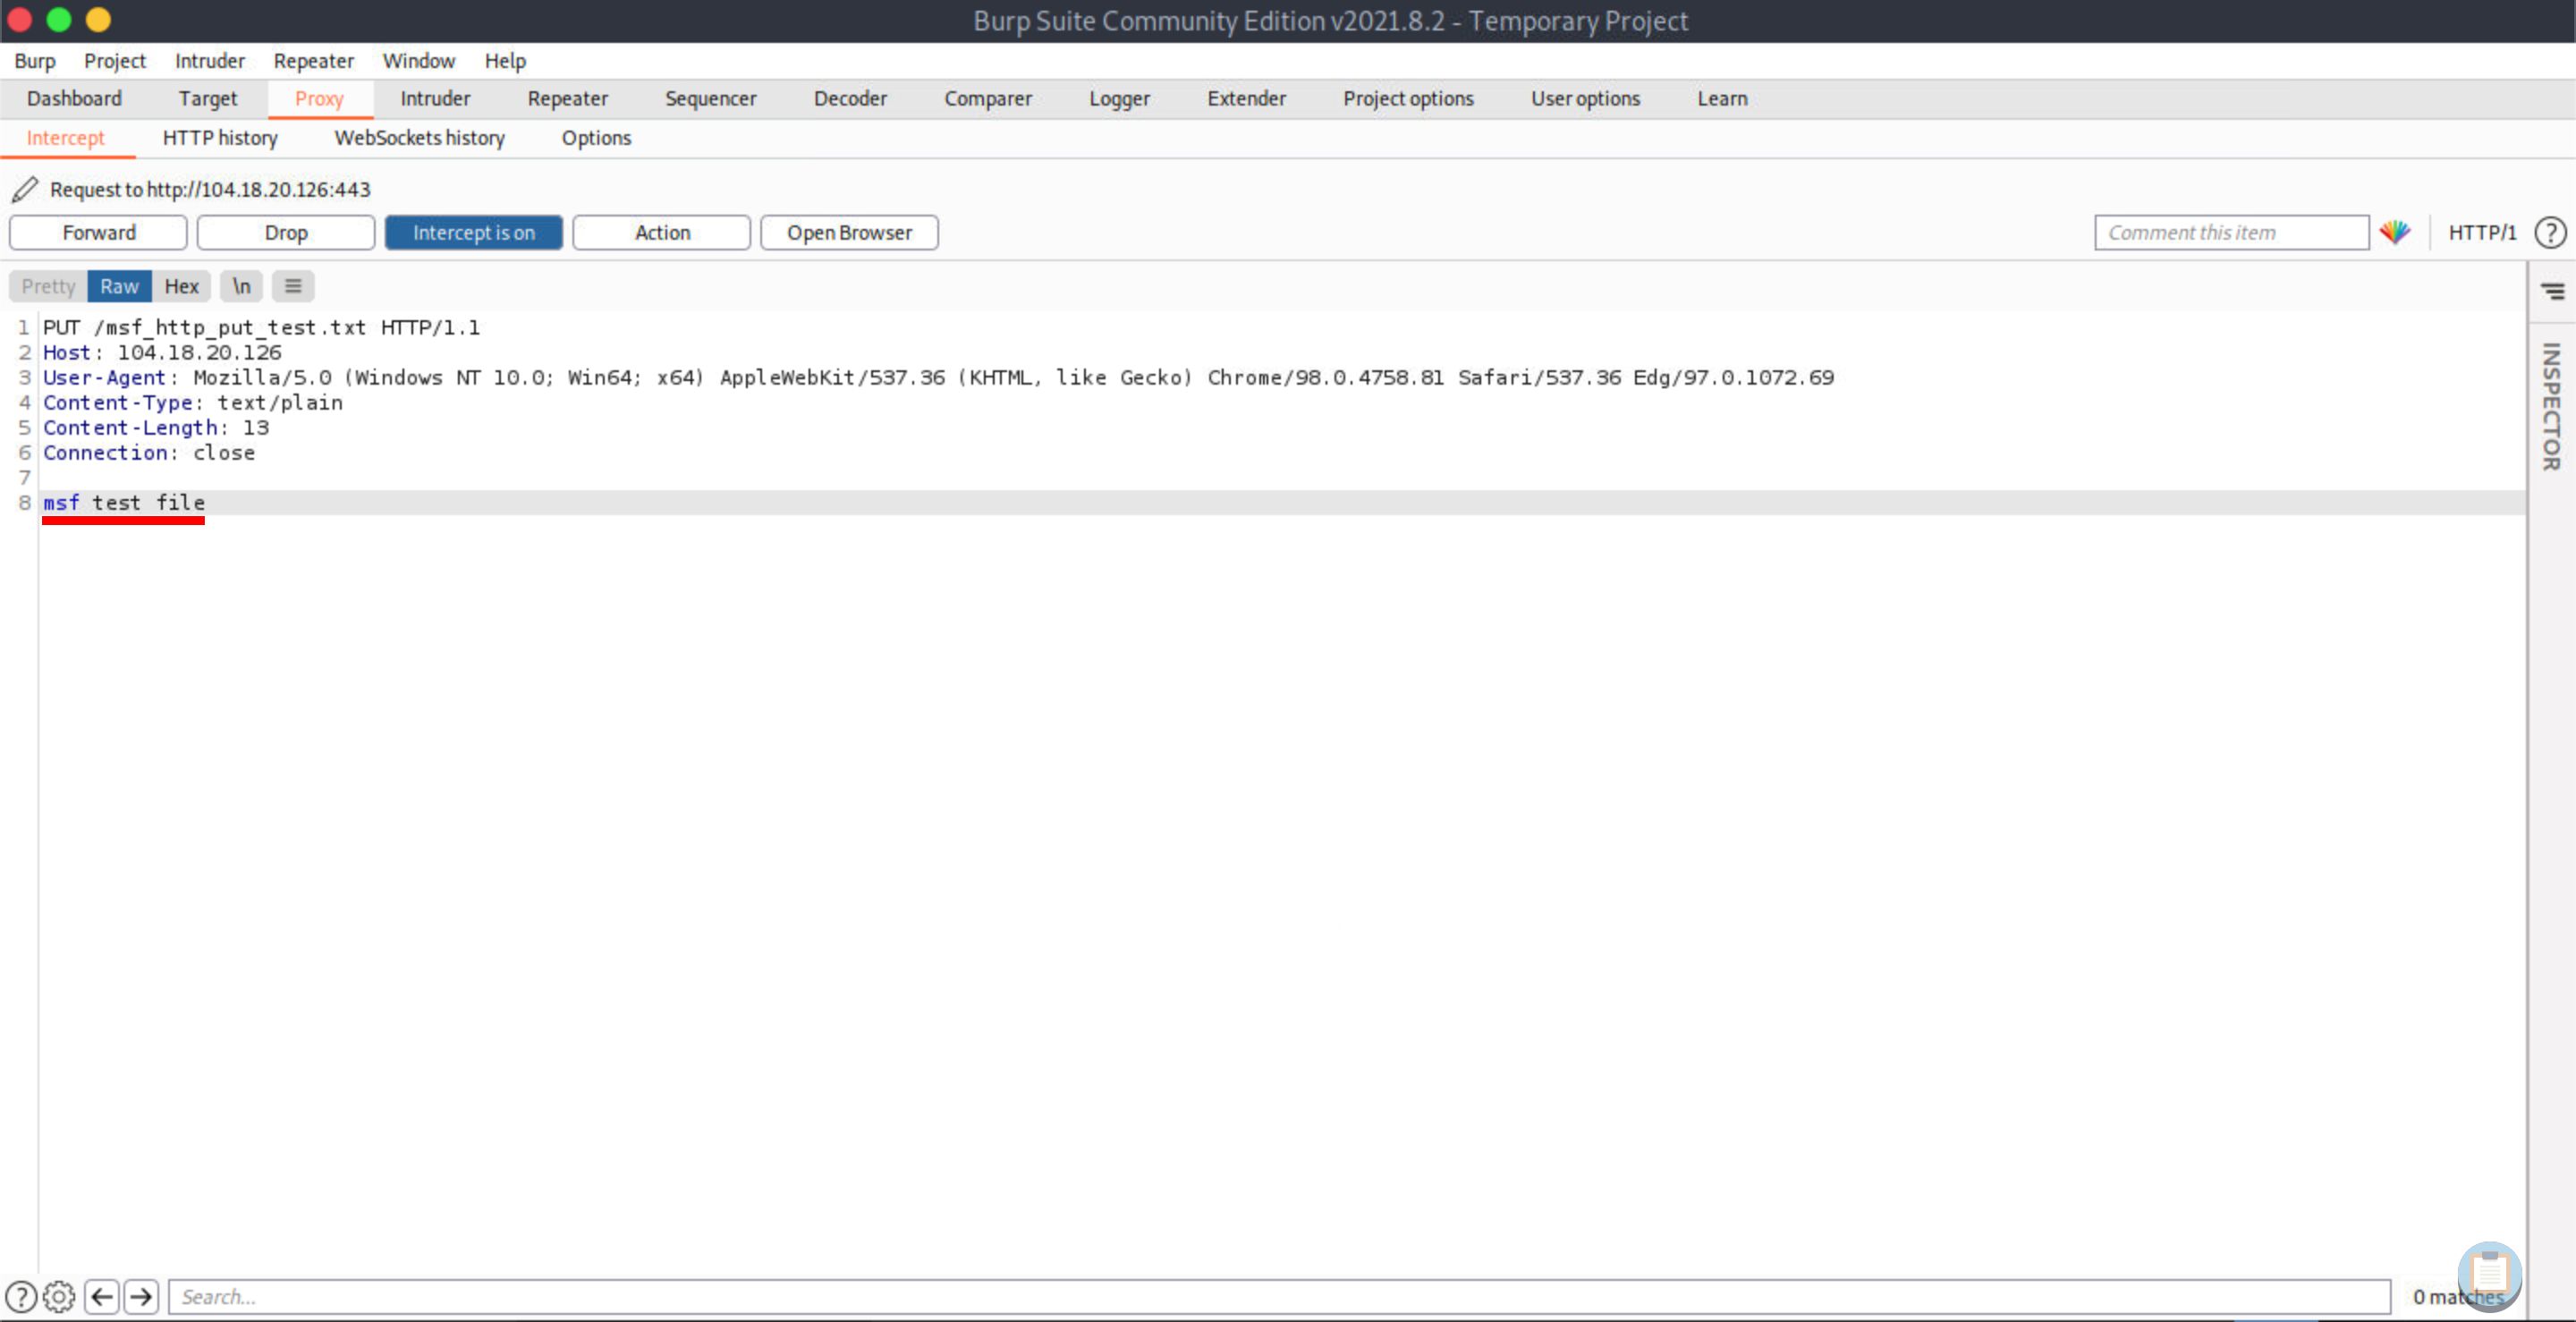 Burp Suite Community Edition v2021.8.2 - Temporary Project
Burp Project Intruder Repeater Window Help
Dashboard Target Proxy Intruder Repeater Sequencer Decoder Comparer Logger Extender Project options User options Learn
Intercept HTTP history WebSockets history Options
Request to http://104.18.20.126:443
Forward Drop Intercept is on Action Open Browser Comment this item HTTP/1 ?
Pretty Raw Hex \n
INSPECTOR
1 PUT /msf_http_put_test.txt HTTP/1.1
2 Host: 104.18.20.126
3 User-Agent: Mozilla/5.0 (Windows NT 10.0; Win64; x64) AppleWebKit/537.36 (KHTML, like Gecko) Chrome/98.0.4758.81 Safari/537.36 Edg/97.0.1072.69
4 Content-Type: text/plain
5 Content-Length: 13
6 Connection: close
7
8 msf test file
? Search... 0 matches